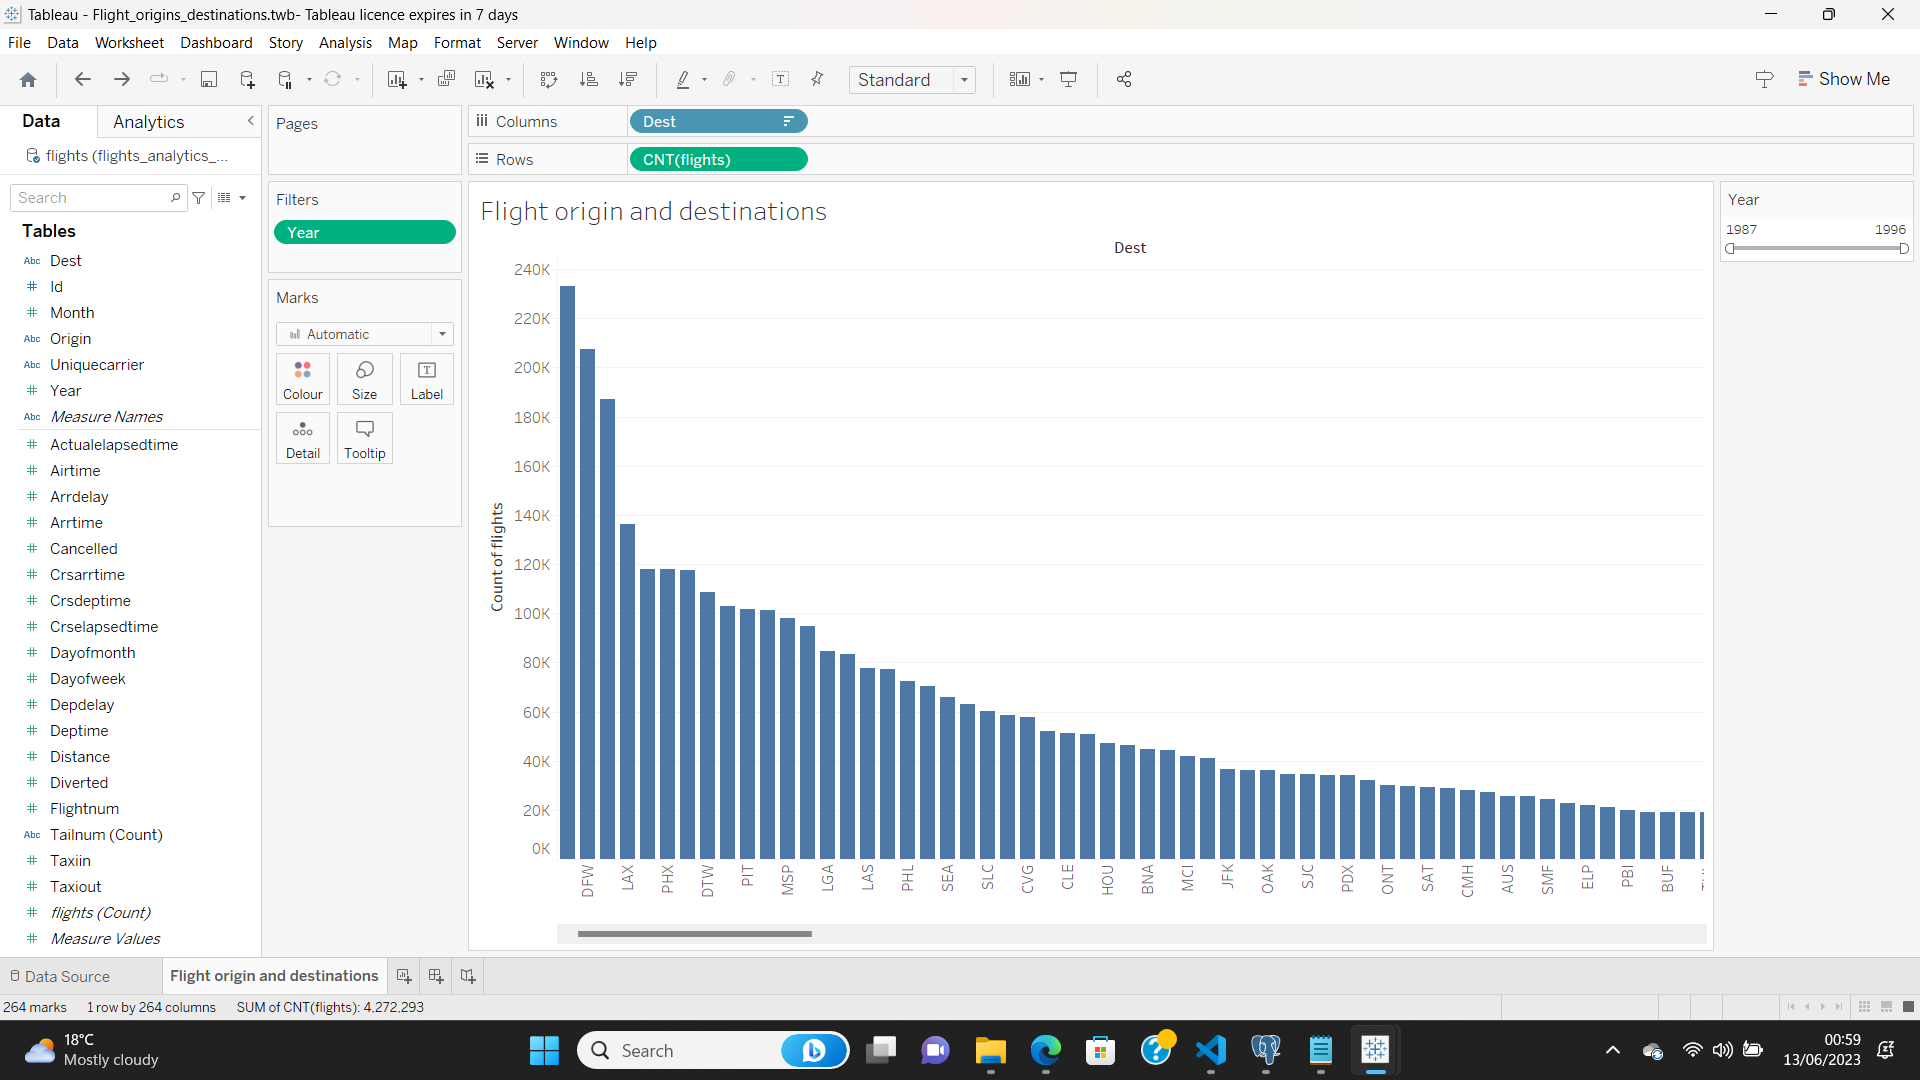 Tableau - Flight_origins_destinations.twb- Tableau licence expires in 7 days
File Data Worksheet Dashboard Story Analysis Map Format Server Window Help
Standard
Show Me
Data
Analytics
flights (flights_analytics_...
Search
Tables
Abc Dest
# Id
# Month
Abc Origin
Abc Uniquecarrier
# Year
Abc Measure Names
# Actualelapsedtime
# Airtime
# Arrdelay
# Arrtime
# Cancelled
# Crsarrtime
# Crsdeptime
# Crselapsedtime
# Dayofmonth
# Dayofweek
# Depdelay
# Deptime
# Distance
# Diverted
# Flightnum
Abc Tailnum (Count)
# Taxiin
# Taxiout
# flights (Count)
# Measure Values
Pages
Filters
Year
Marks
Automatic
Colour
Size
T
Label
Detail
Tooltip
Columns
Dest
Rows
CNT(flights)
Flight origin and destinations
Dest
Count of flights
240K
220K
200K
180K
160K
140K
120K
100K
80K
60K
40K
20K
0K
DFW
LAX
PHX
DTW
PIT
MSP
LGA
LAS
PHL
SEA
SLC
CVG
CLE
HOU
BNA
MCI
JFK
OAK
SJC
PDX
ONT
SAT
CMH
AUS
SMF
ELP
PBI
BUF
Year
1987 1996
Data Source
Flight origin and destinations
264 marks 1 row by 264 columns SUM of CNT(flights): 4,272,293
18°C
Mostly cloudy
Search
00:59
13/06/2023